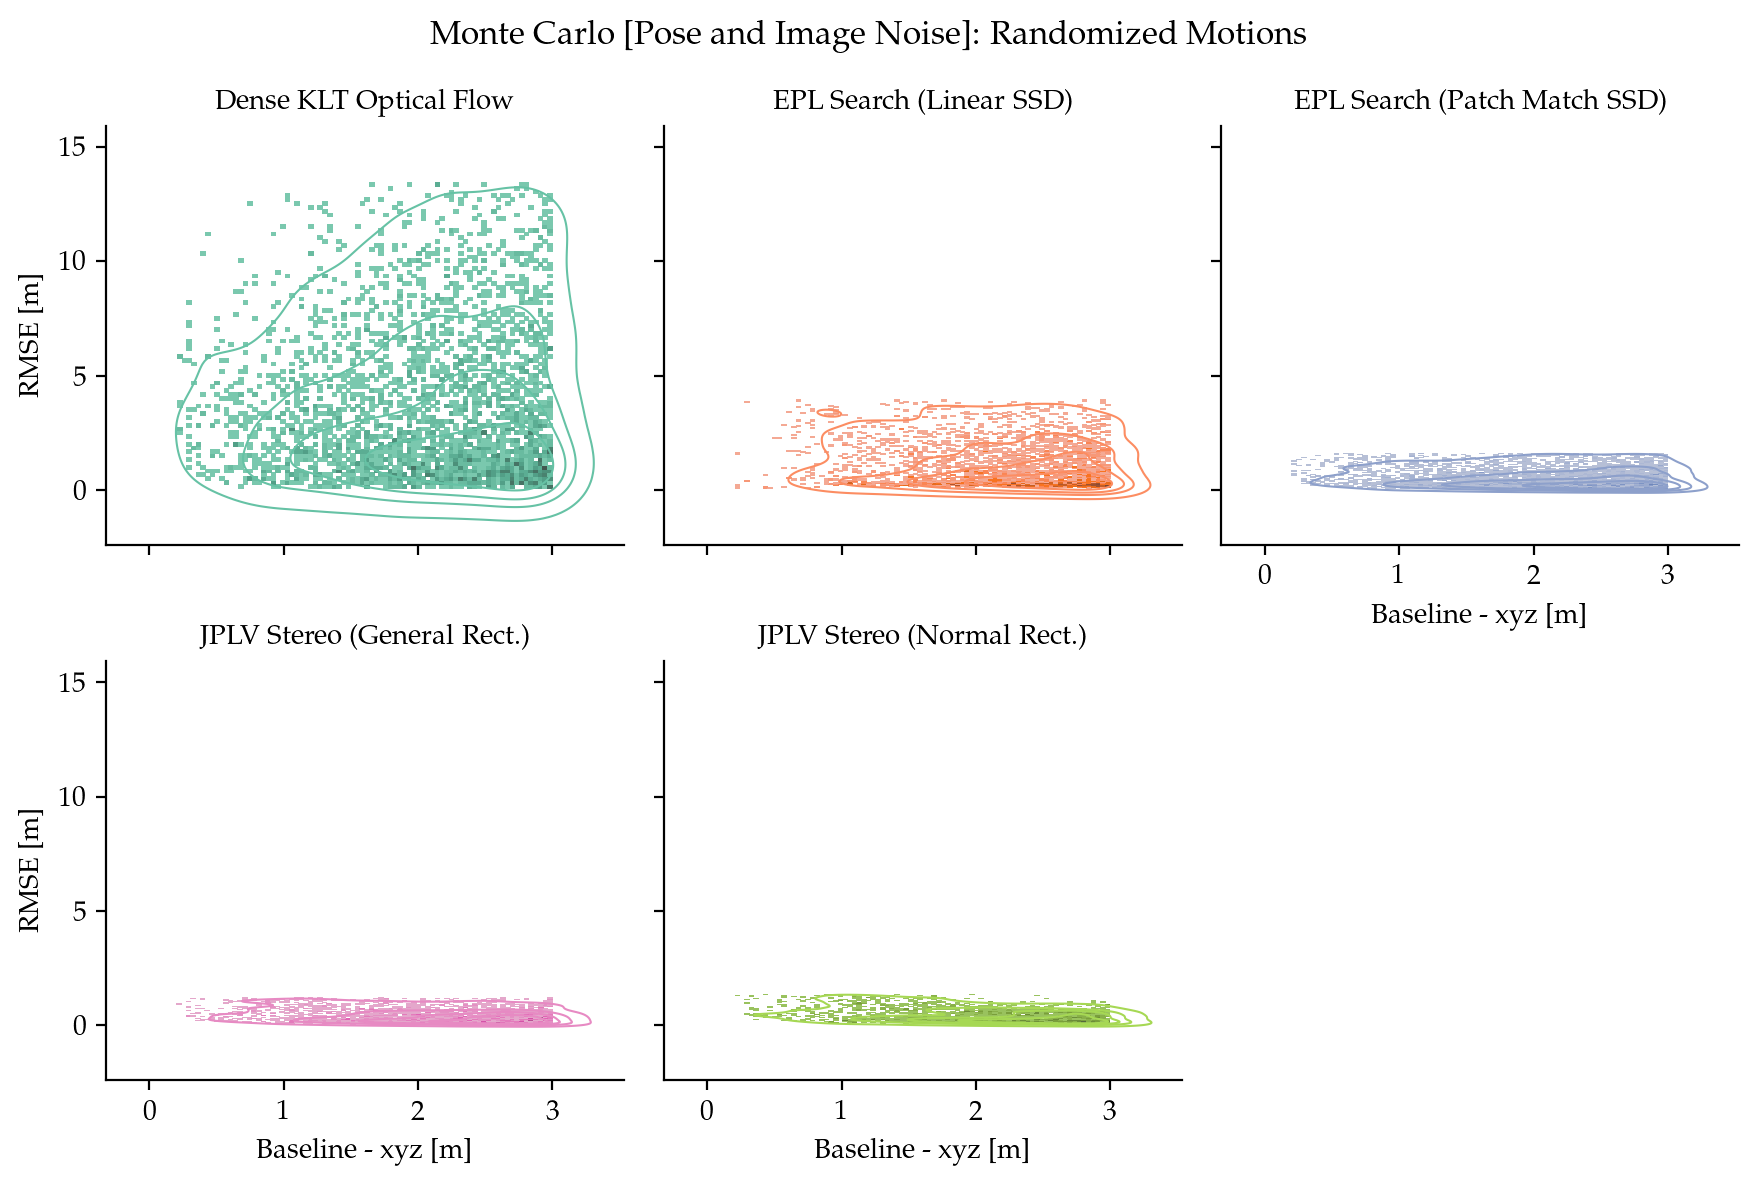 Monte Carlo [Pose and Image Noise]: Randomized Motions
Dense KLT Optical Flow
EPL Search (Linear SSD)
EPL Search (Patch Match SSD)
15
10
5
0
RMSE [m]
0 1 2 3
Baseline - xyz [m]
JPLV Stereo (General Rect.)
JPLV Stereo (Normal Rect.)
15
10
5
0
RMSE [m]
0 1 2 3
Baseline - xyz [m]
0 1 2 3
Baseline - xyz [m]